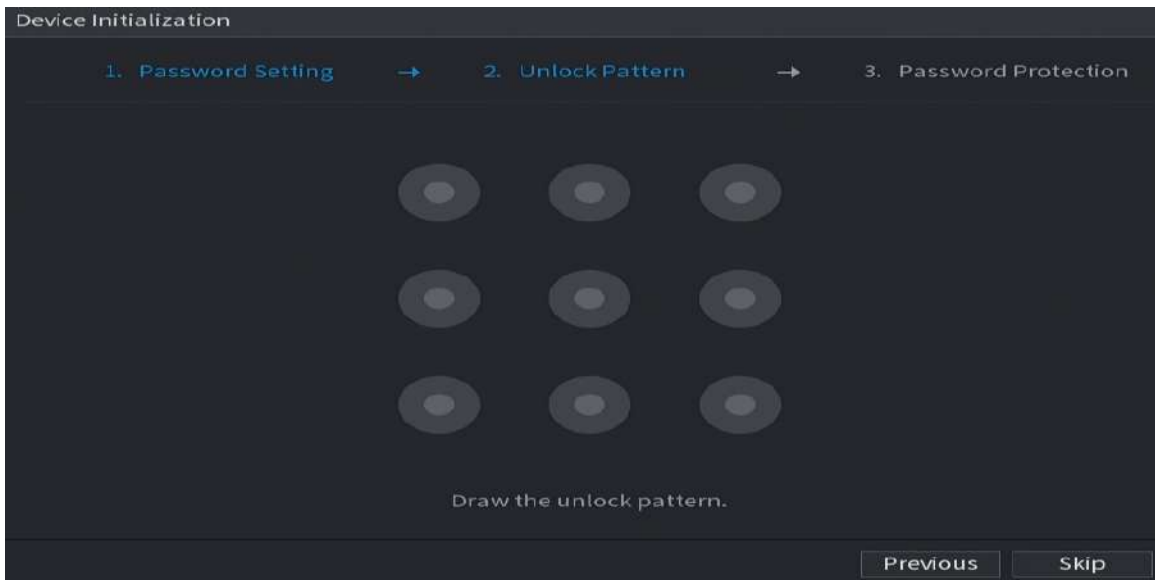 Device Initialization
1. Password Setting → 2. Unlock Pattern → 3. Password Protection
Draw the unlock pattern.
Previous Skip